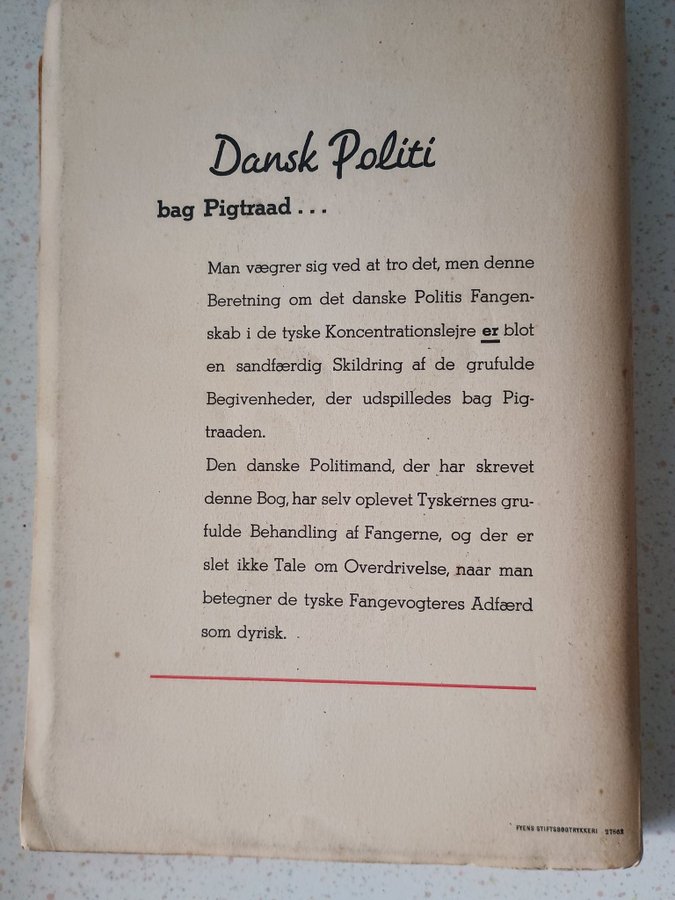 Dansk Politi
bag Pigtraad . . .
Man vægrer sig ved at tro det, men denne
Beretning om det danske Politis Fangen-
skab i de tyske Koncentrationslejre er blot
en sandfærdig Skildring af de grufulde
Begivenheder, der udspilledes bag Pig-
traaden.
Den danske Politimand, der har skrevet
denne Bog, har selv oplevet Tyskernes gru-
fulde Behandling af Fangerne, og der er
slet ikke Tale om Overdrivelse, naar man
betegner de tyske Fangevogteres Adfærd
som dyrisk.
FYENS STIFTSBOGTRYKKERI